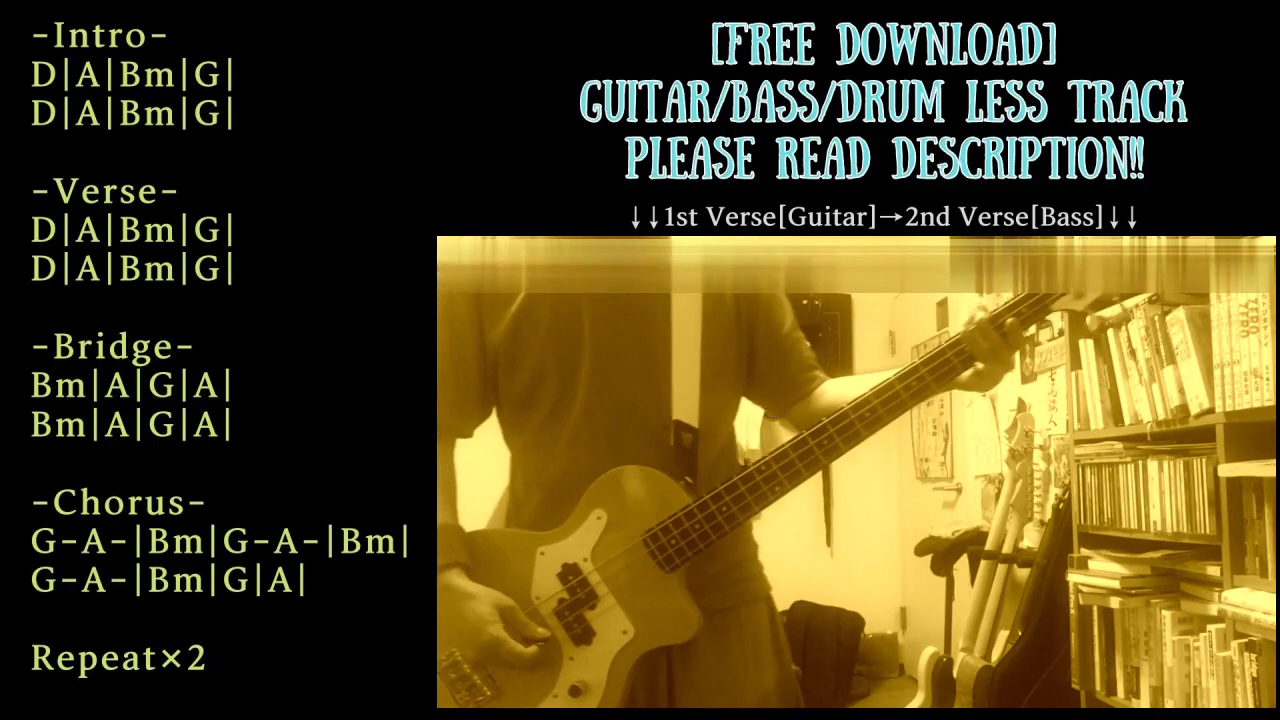 -Intro-
D|A|Bm|G|
D|A|Bm|G|
-Verse-
D|A|Bm|G|
D|A|Bm|G|
-Bridge-
Bm|A|G|A|
Bm|A|G|A|
-Chorus-
G-A-|Bm|G-A-|Bm|
G-A-|Bm|G|A|
Repeat×2
[FREE DOWNLOAD]
GUITAR/BASS/DRUM LESS TRACK
PLEASE READ DESCRIPTION!!
↓↓1st Verse[Guitar]→2nd Verse[Bass]↓↓